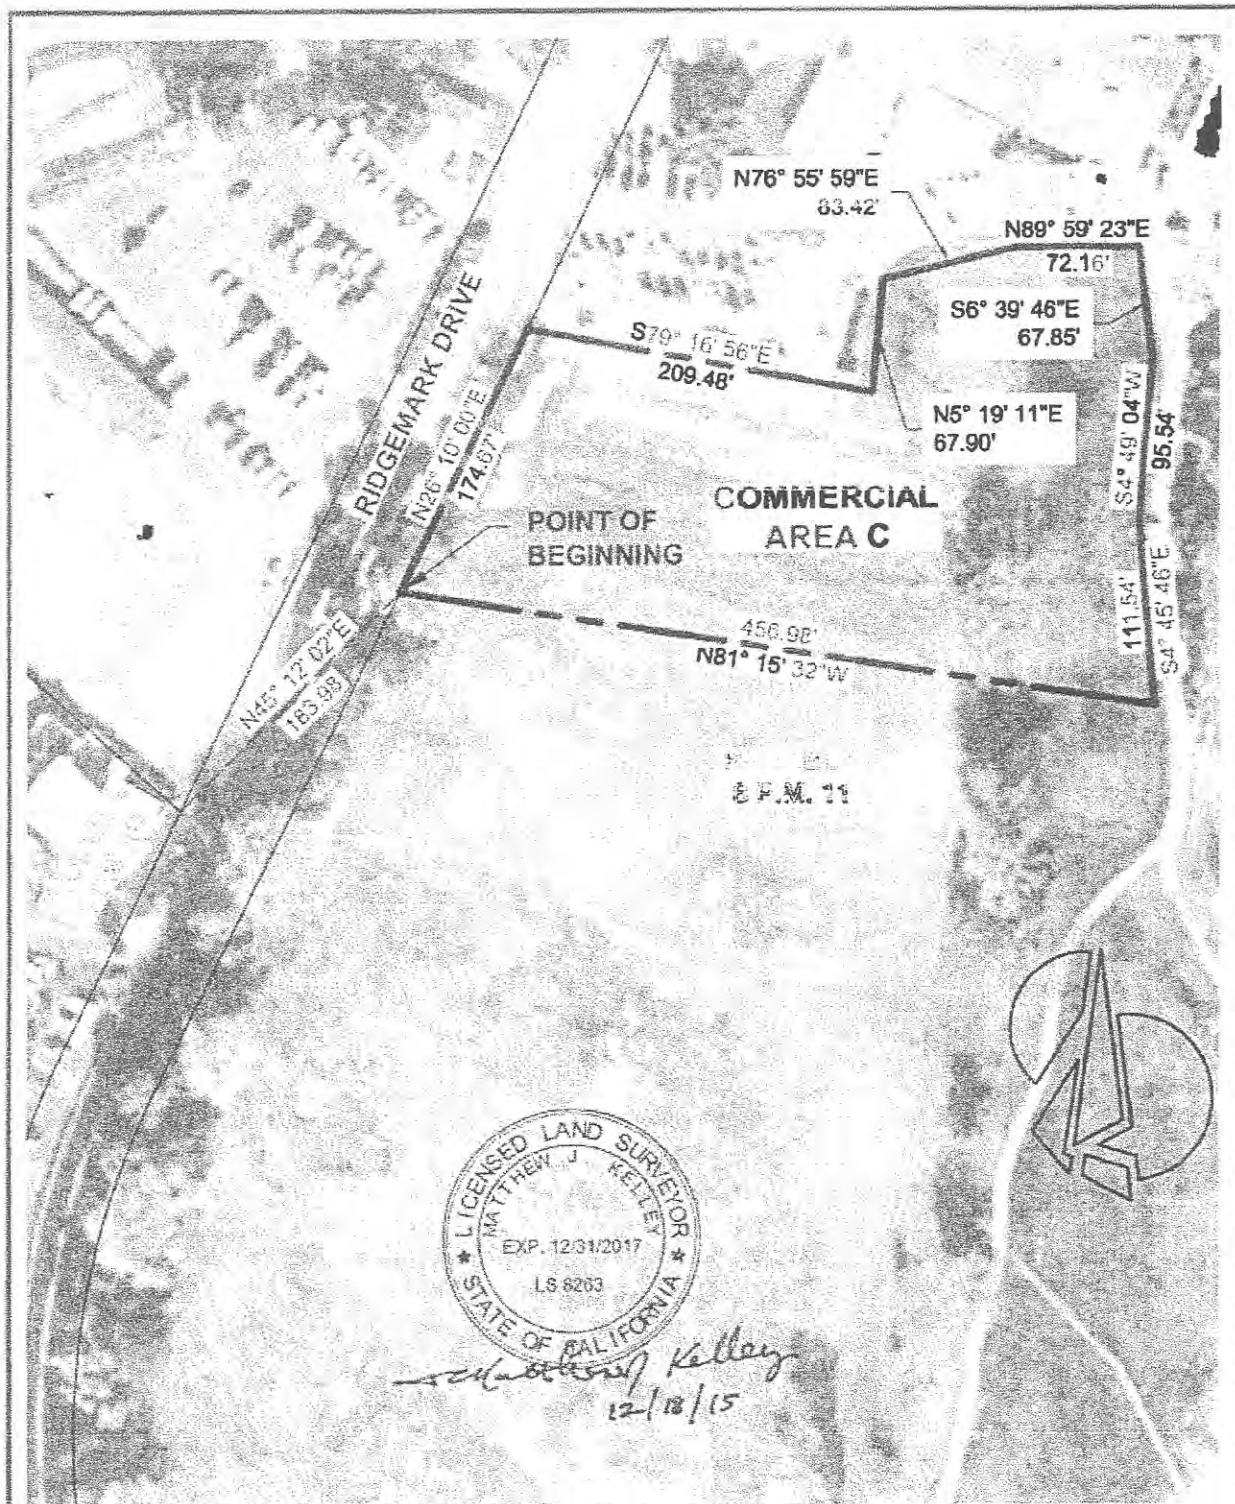 N76° 55' 59"E
83.42'
N89° 59' 23"E
72.16'
S6° 39' 46"E
67.85'
RIDGEMARK DRIVE
S79° 16' 56"E
209.48'
N26° 10' 00"E
174.67'
N5° 19' 11"E
67.90'
S4° 49' 04"W
95.54'
COMMERCIAL
AREA C
POINT OF
BEGINNING
111.54'
S4° 45' 46"E
456.98'
N81° 15' 32"W
N45° 12' 02"E
183.98
8 P.M. 11
LICENSED LAND SURVEYOR
MATTHEW J. KELLEY
EXP. 12/31/2017
LS 8263
STATE OF CALIFORNIA
Matthew J Kelley
12/18/15